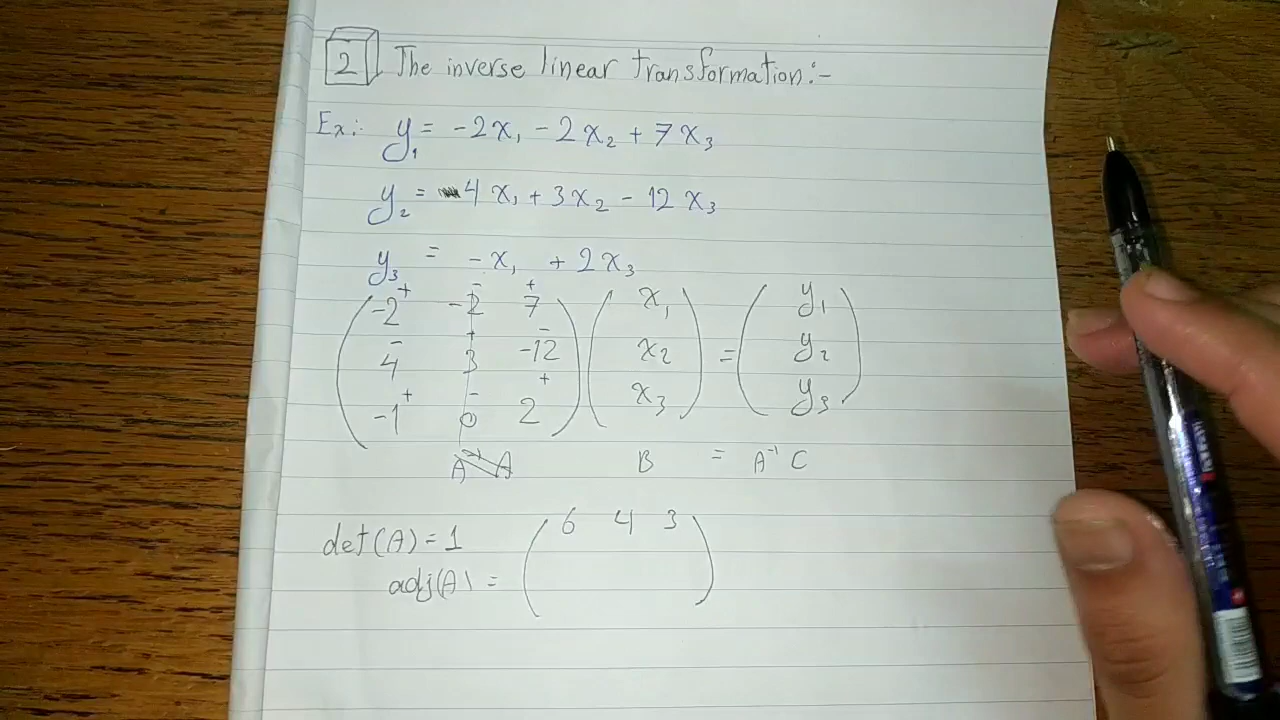 2 The inverse linear transformation:-
Ex:- y₁ = -2x₁ - 2x₂ + 7x₃
y₂ = 4x₁ + 3x₂ - 12x₃
y₃ = -x₁ + 2x₃
-2⁺ -2⁻ 7⁺ x₁ y₁
4⁻ 3⁺ -12⁻ x₂ = y₂
-1⁺ 0⁻ 2⁺ x₃ y₃
A⁻¹ A B = A⁻¹ C
6 4 3
det(A) = 1
adj(A) =